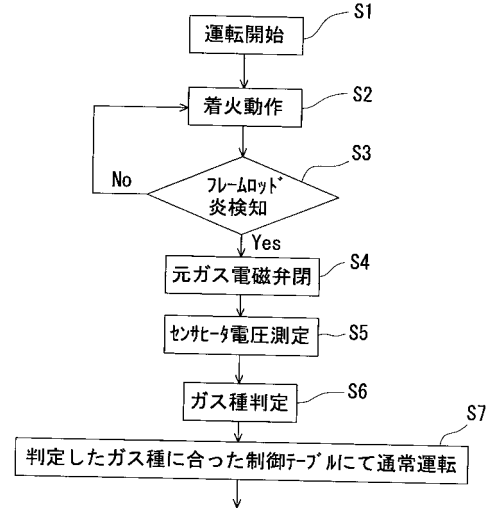 S1
運転開始
S2
着火動作
S3
No
ﾌﾚｰﾑﾛｯﾄﾞ
炎検知
Yes
S4
元ガス電磁弁閉
S5
ｾﾝｻﾋｰﾀ電圧測定
S6
ガス種判定
S7
判定したガス種に合った制御ﾃｰﾌﾞﾙにて通常運転